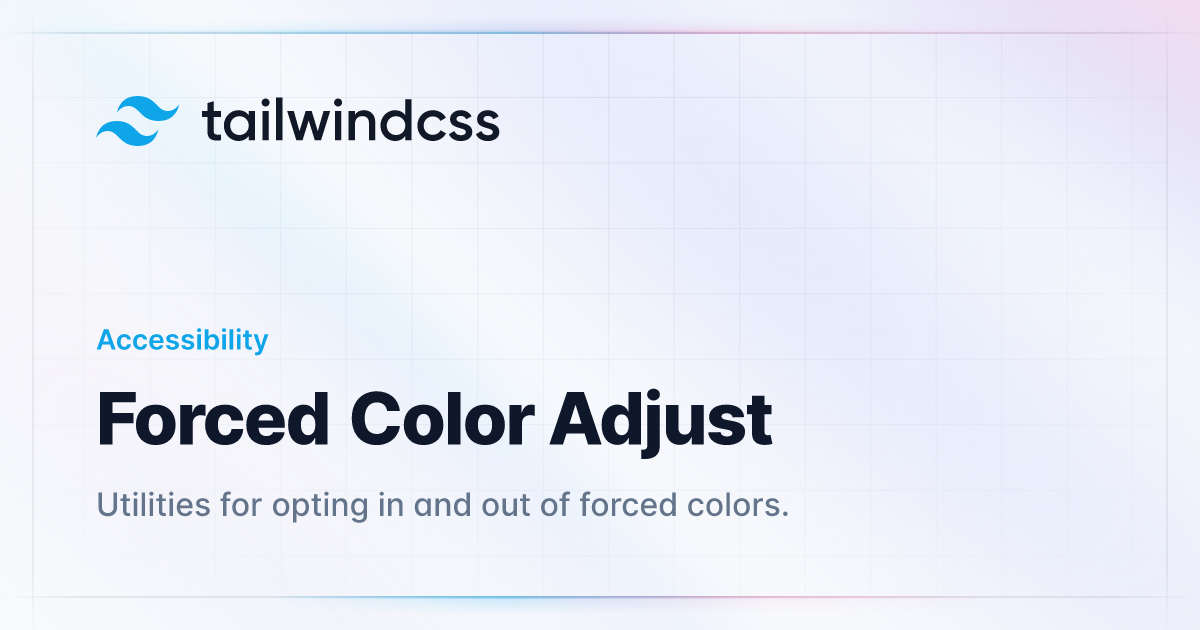 tailwindcss
Accessibility
Forced Color Adjust
Utilities for opting in and out of forced colors.